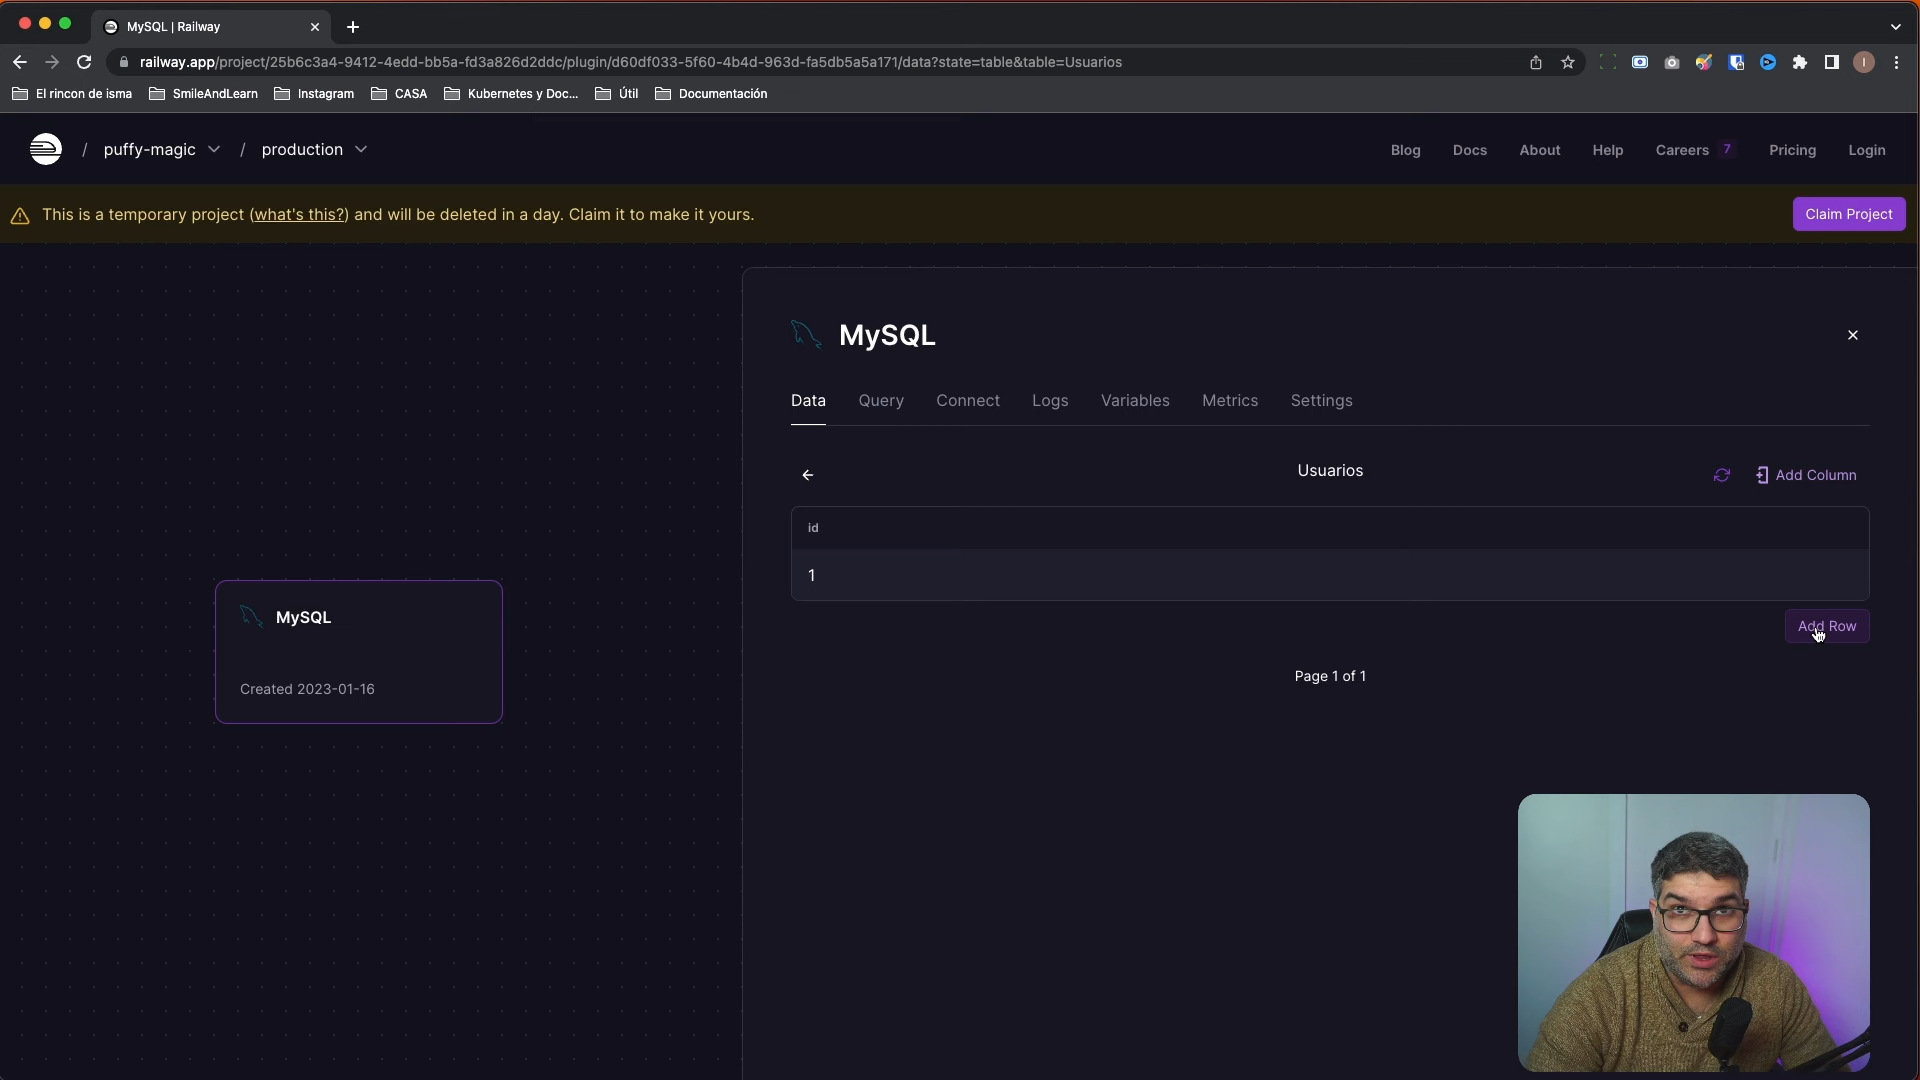 MySQL | Railway
railway.app/project/25b6c3a4-9412-4edd-bb5a-fd3a826d2ddc/plugin/d60df033-5f60-4b4d-963d-fa5db5a5a171/data?state=table&table=Usuarios
I
El rincon de isma
SmileAndLearn
Instagram
CASA
Kubernetes y Doc...
Útil
Documentación
/ puffy-magic / production
Blog
Docs
About
Help
Careers 7
Pricing
Login
This is a temporary project (what's this?) and will be deleted in a day. Claim it to make it yours.
Claim Project
MySQL
Data
Query
Connect
Logs
Variables
Metrics
Settings
Usuarios
Add Column
id
1
Add Row
Page 1 of 1
MySQL
Created 2023-01-16